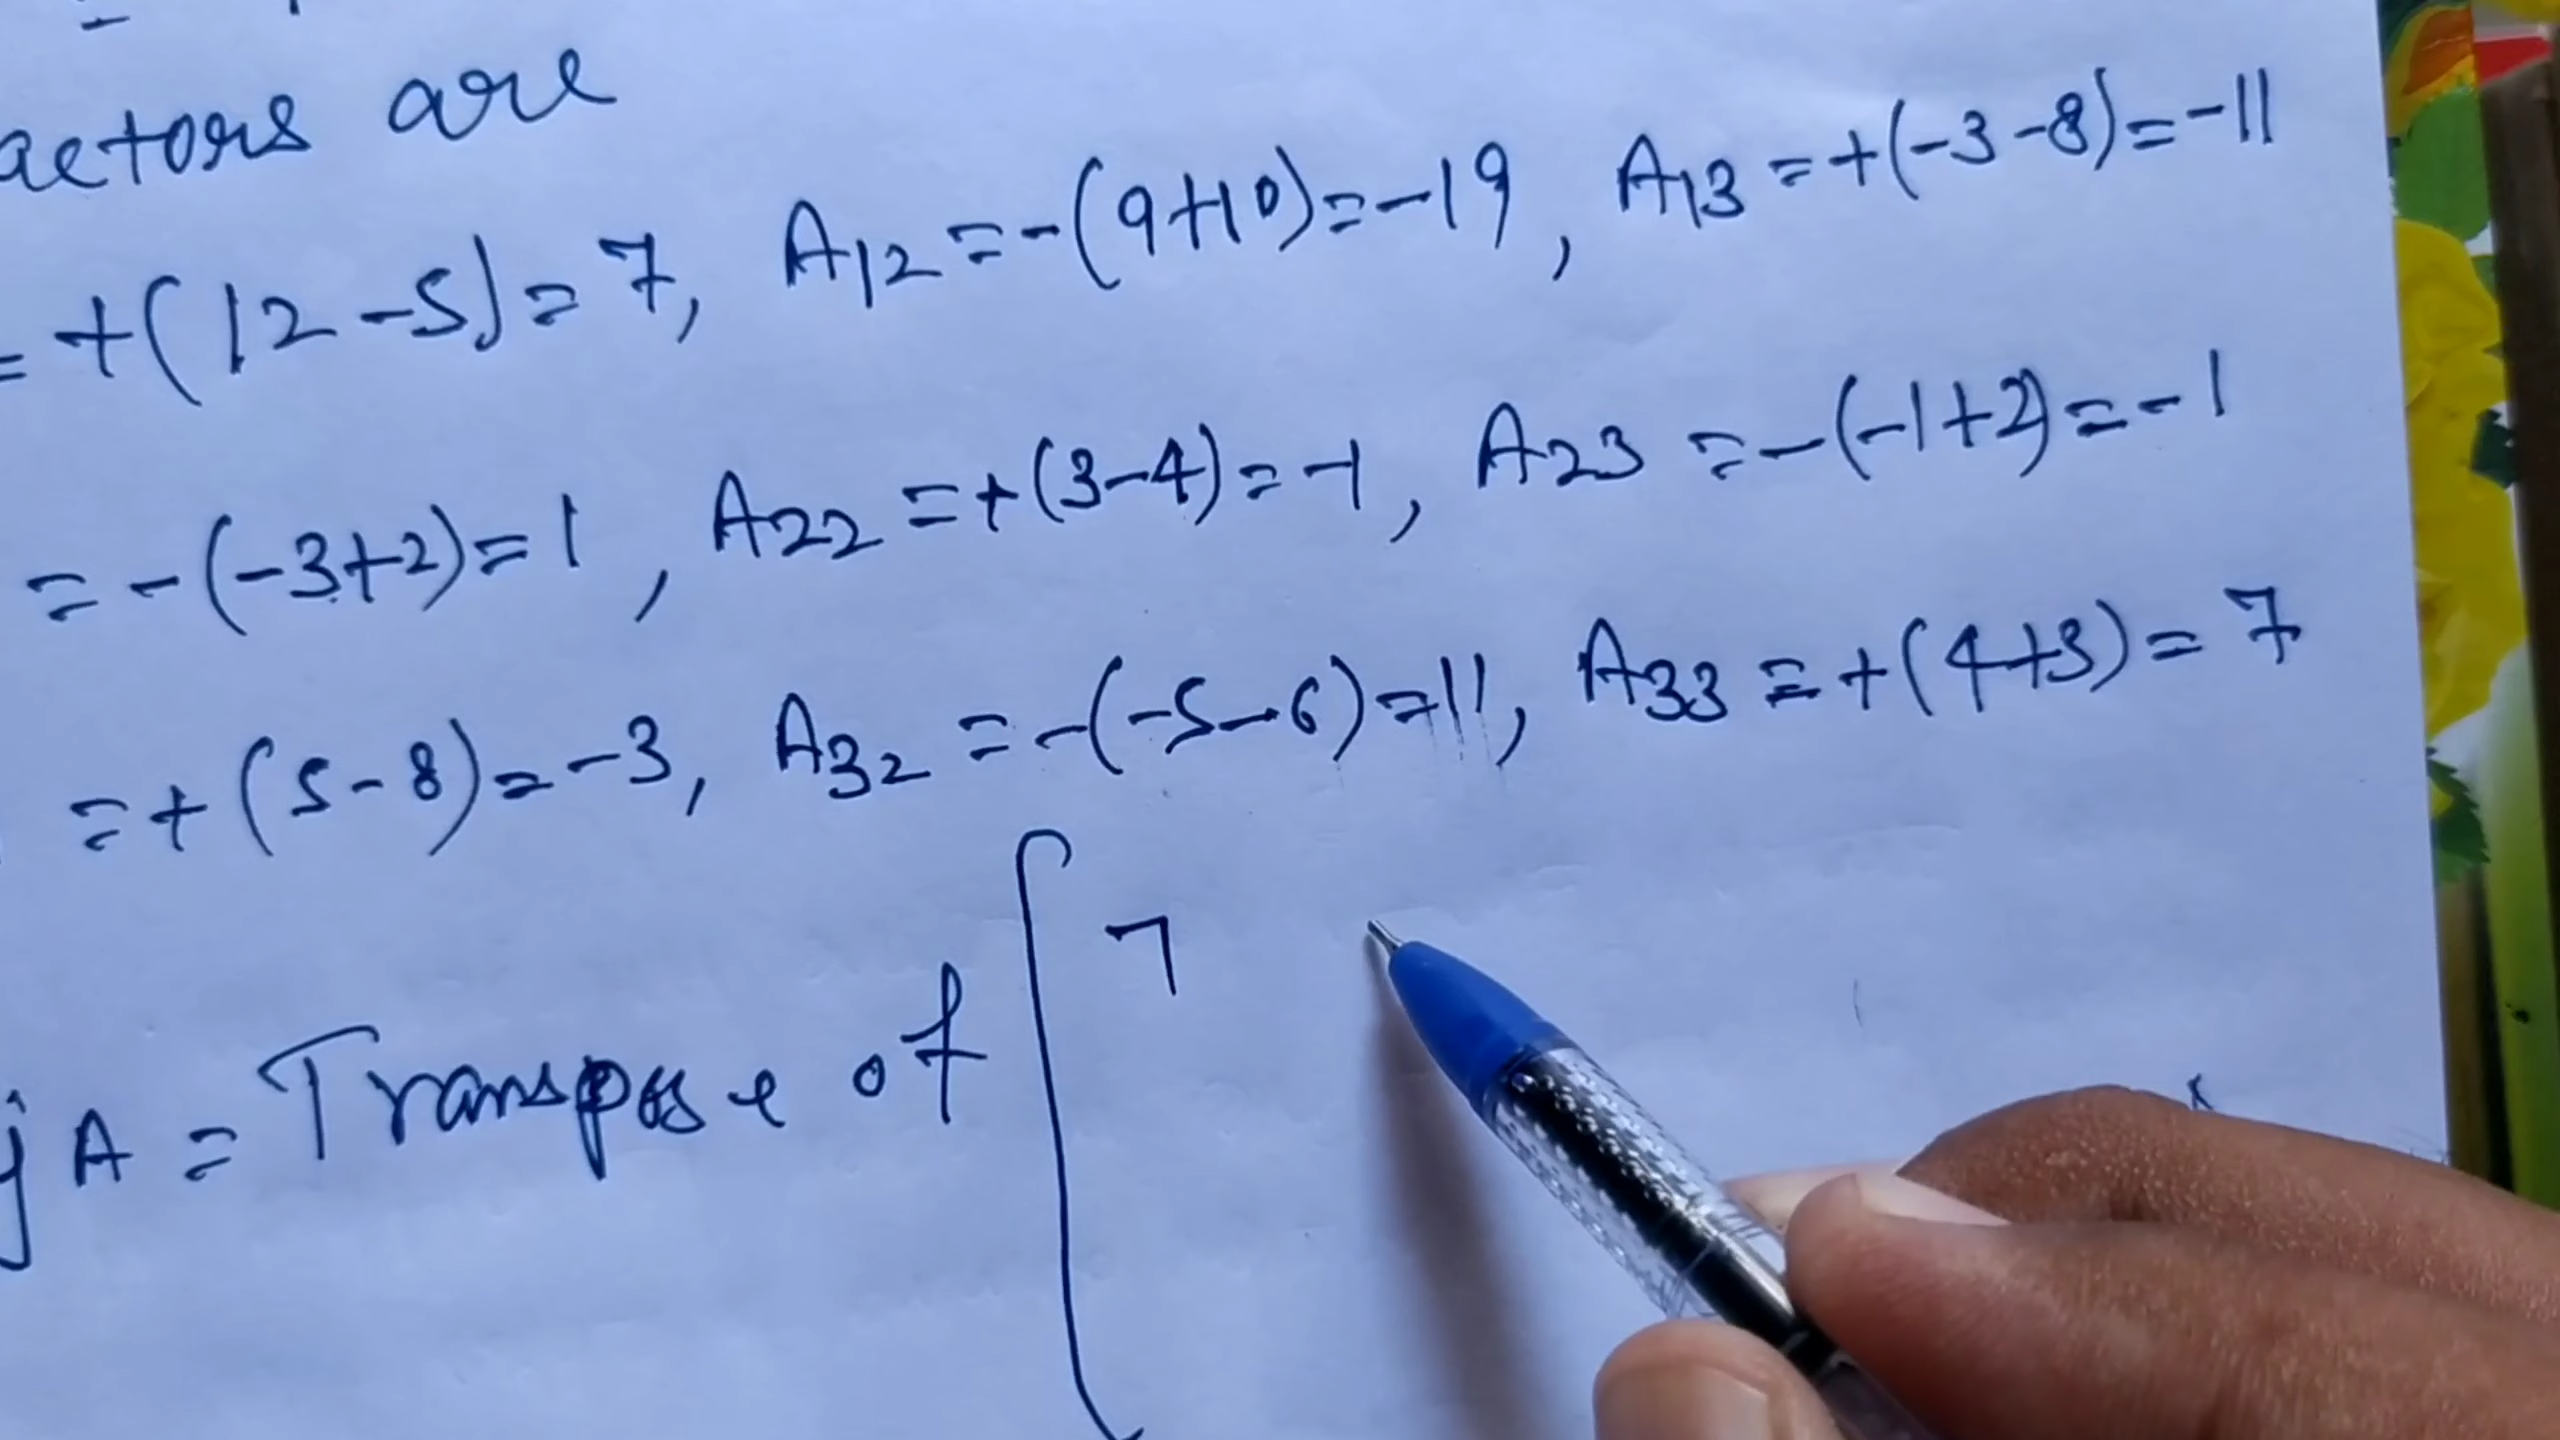 actors are
= +(12-5)=7, A12 =-(9+10)=-19, A13 =+(-3-8)=-11
=-(-3+2)=1, A22 =+(3-4)=-1, A23 =-(-1+2)=-1
=+(5-8)=-3, A32 =-(-5-6)=11, A33 =+(4+3)=7
j A = Transpose of [ 7